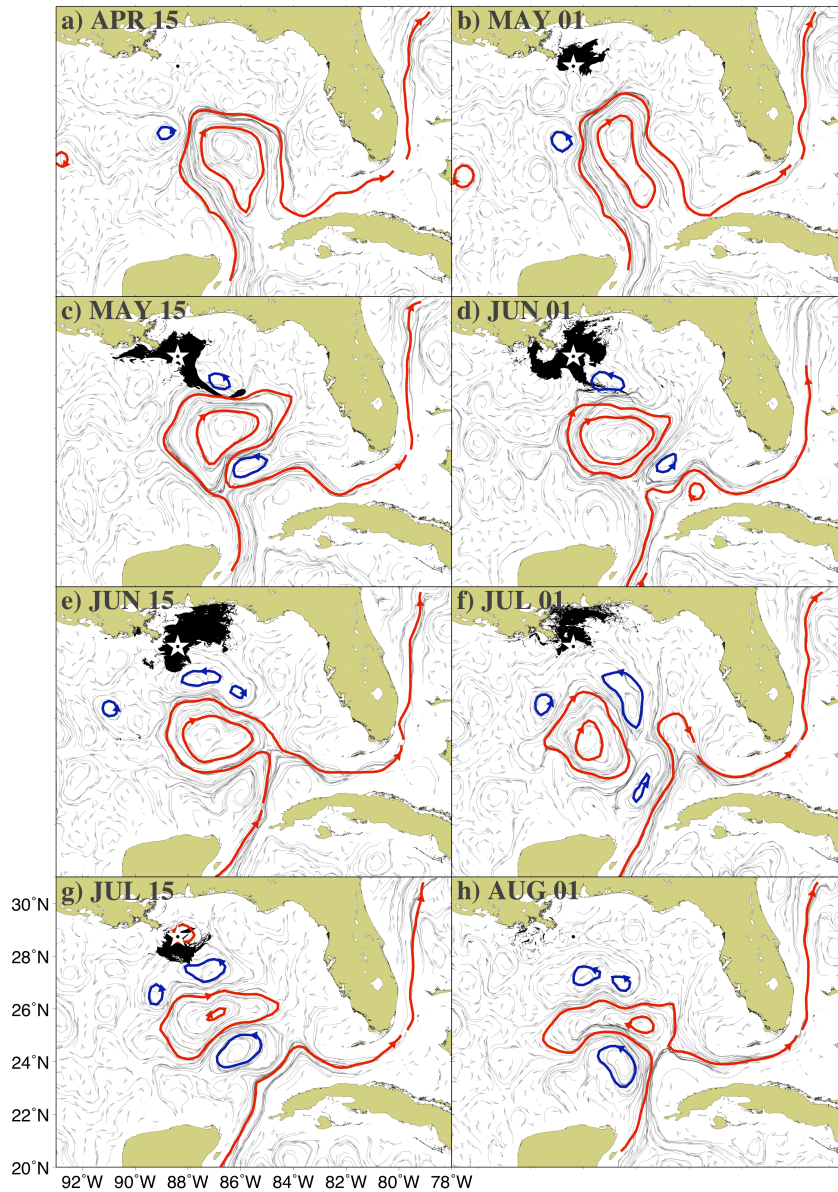 a) APR 15
b) MAY 01
c) MAY 15
d) JUN 01
e) JUN 15
f) JUL 01
g) JUL 15
h) AUG 01
30˚N
28˚N
26˚N
24˚N
22˚N
20˚N
92˚W 90˚W 88˚W 86˚W 84˚W 82˚W 80˚W 78˚W